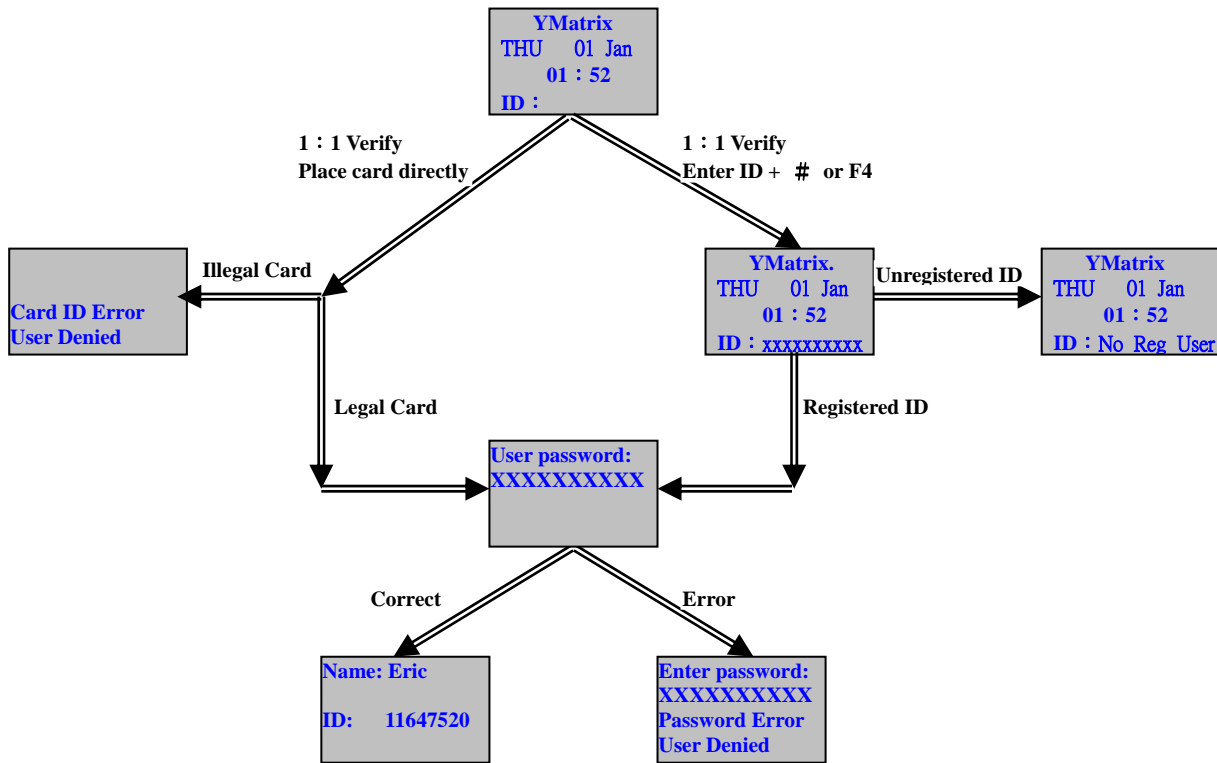 YMatrix
THU 01 Jan
01：52
ID：
1：1 Verify
Place card directly
1：1 Verify
Enter ID + ＃ or F4
Illegal Card
Card ID Error
User Denied
YMatrix.
THU 01 Jan
01：52
ID：xxxxxxxxxx
Unregistered ID
YMatrix
THU 01 Jan
01：52
ID：No Reg User
Legal Card
Registered ID
User password:
XXXXXXXXXX
Correct
Error
Name: Eric
ID: 11647520
Enter password:
XXXXXXXXXX
Password Error
User Denied